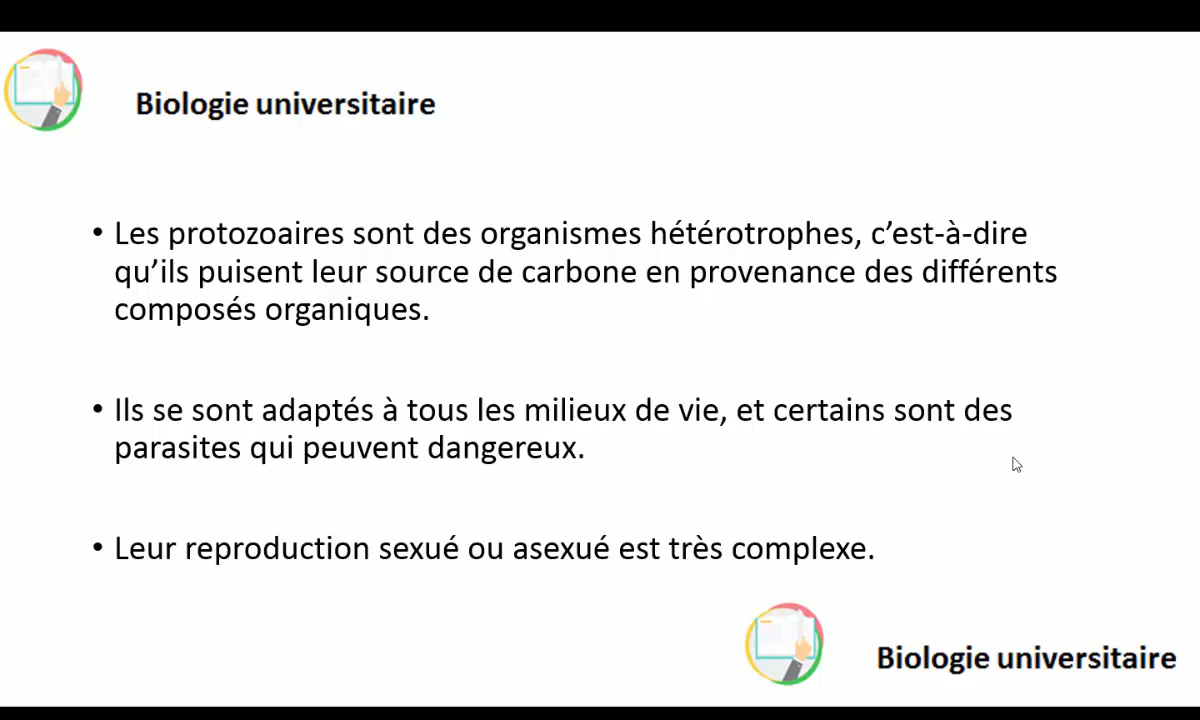 Biologie universitaire
• Les protozoaires sont des organismes hétérotrophes, c’est-à-dire
qu’ils puisent leur source de carbone en provenance des différents
composés organiques.
• Ils se sont adaptés à tous les milieux de vie, et certains sont des
parasites qui peuvent dangereux.
• Leur reproduction sexué ou asexué est très complexe.
Biologie universitaire